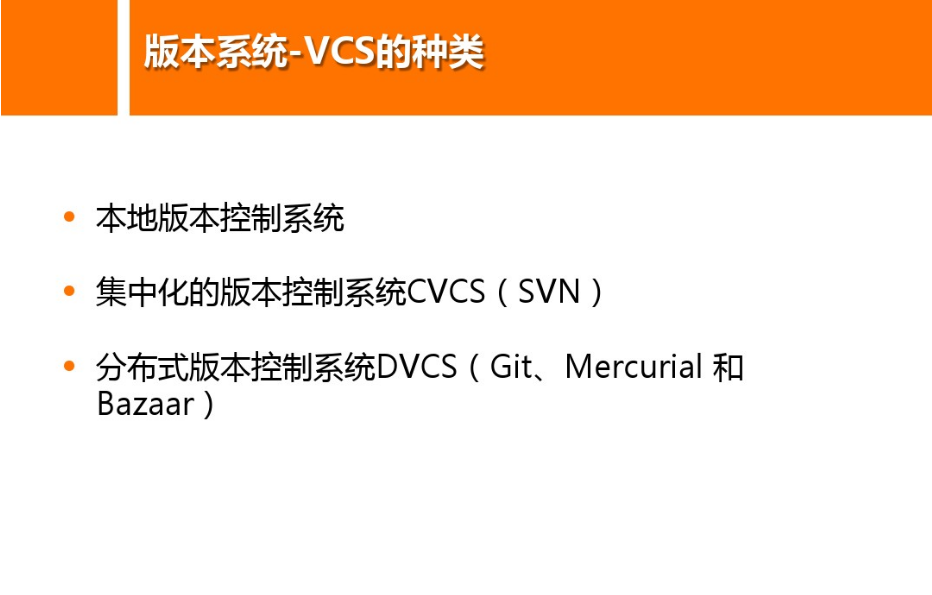 版本系统-VCS的种类
• 本地版本控制系统
• 集中化的版本控制系统CVCS（SVN）
• 分布式版本控制系统DVCS（Git、Mercurial 和
Bazaar）